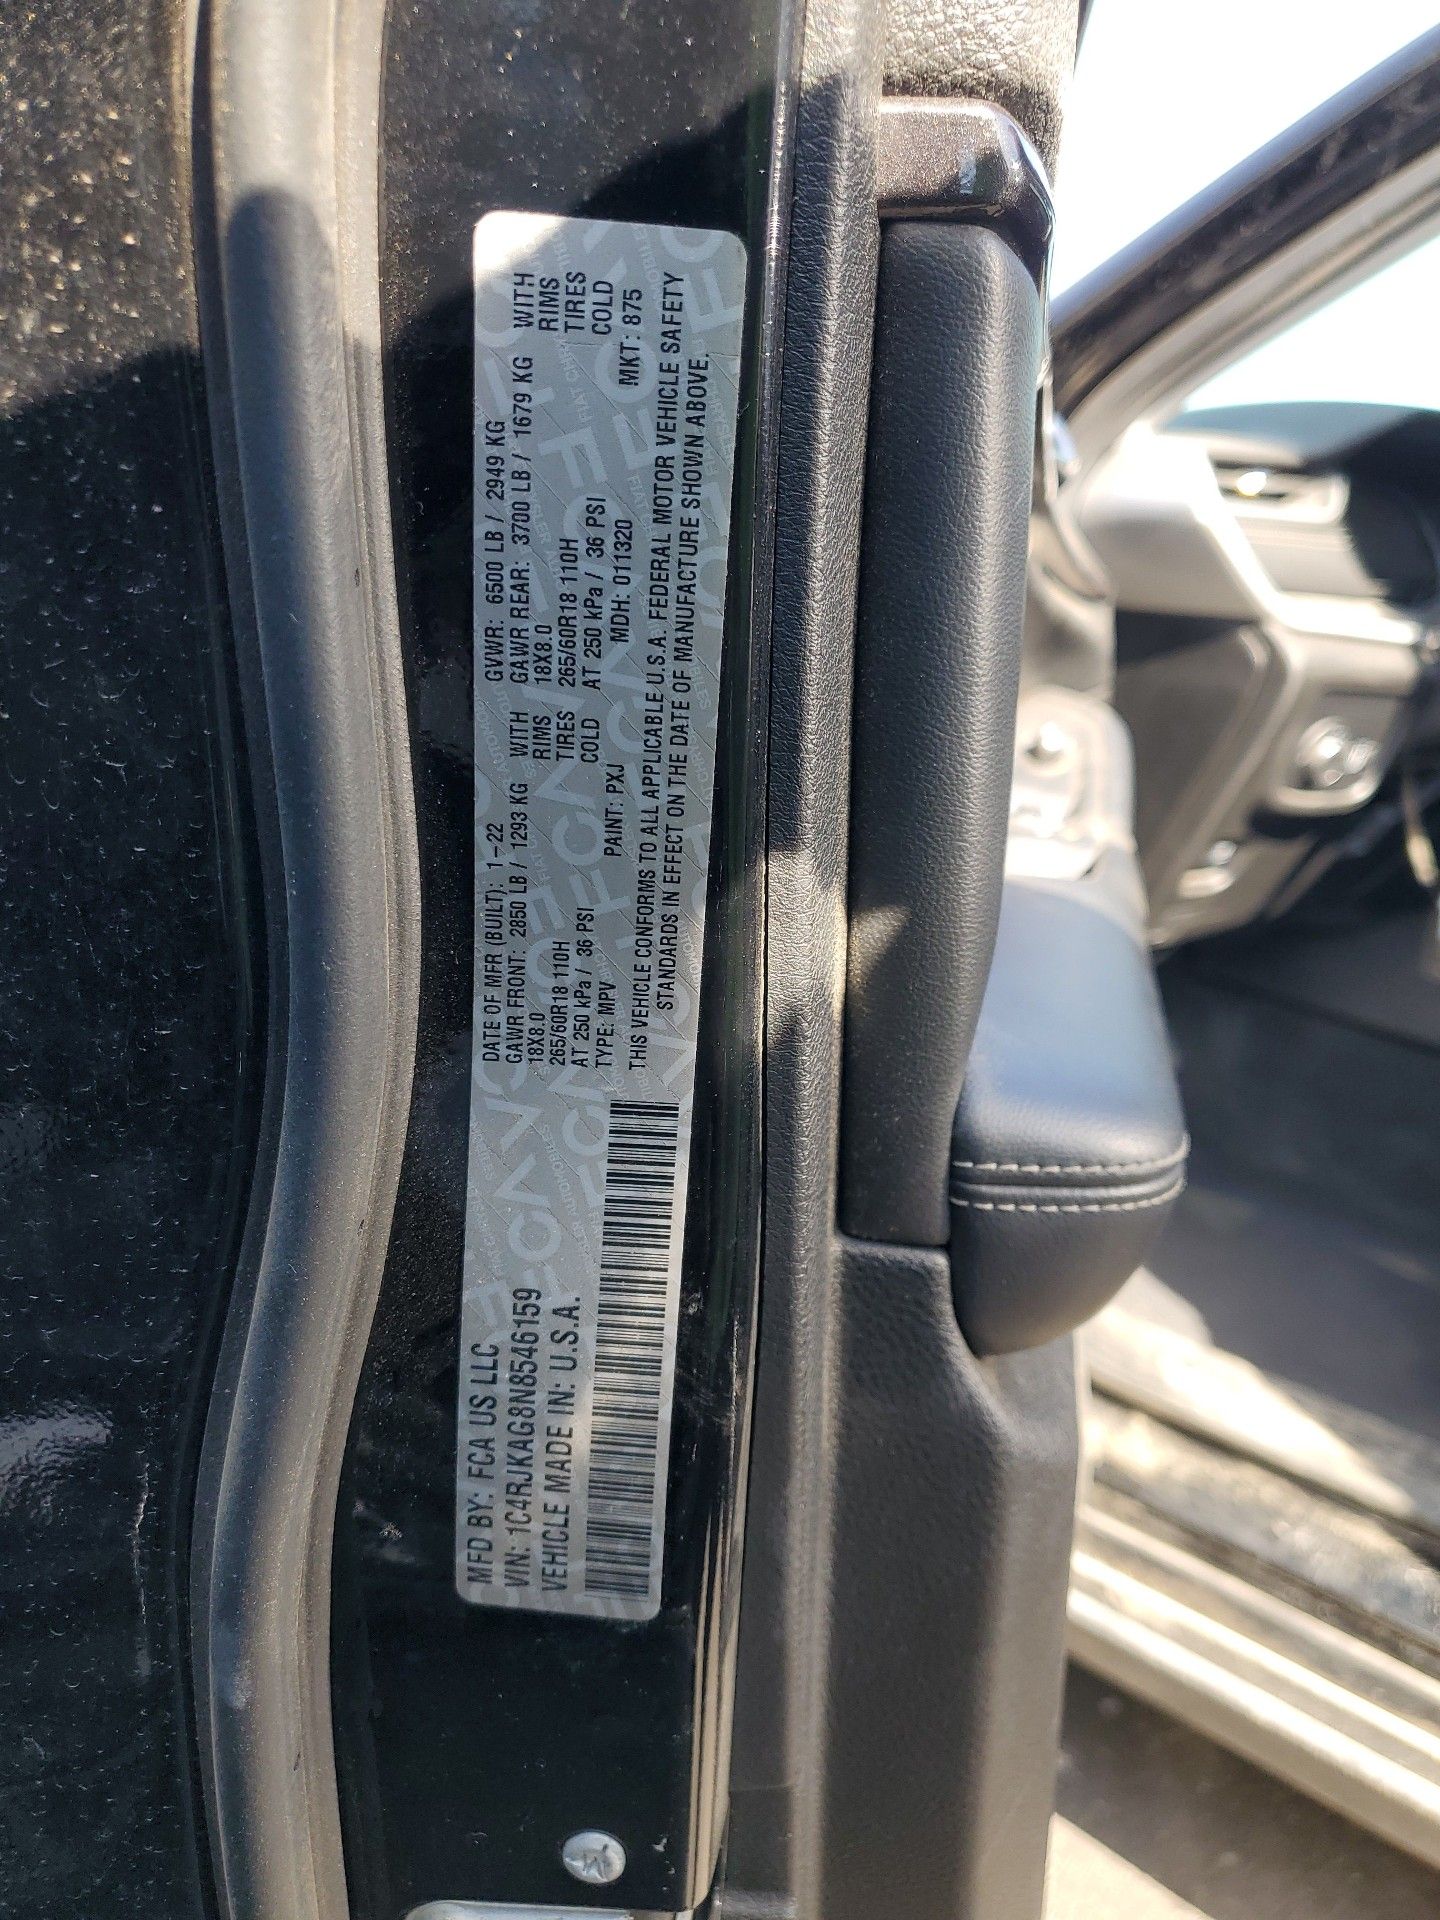 MFD BY: FCA US LLC
VIN: 1C4RJKAG8N8546159
VEHICLE MADE IN: U.S.A.
DATE OF MFR (BUILT): 1-22 GVWR: 6500 LB / 2949 KG
GAWR FRONT: 2850 LB / 1293 KG WITH GAWR REAR: 3700 LB / 1679 KG WITH
18X8.0 RIMS 18X8.0 RIMS
265/60R18 110H TIRES 265/60R18 110H TIRES
AT 250 kPa / 36 PSI COLD AT 250 kPa / 36 PSI COLD
TYPE: MPV PAINT: PXJ MDH: 011320 MKT: 875
THIS VEHICLE CONFORMS TO ALL APPLICABLE U.S.A. FEDERAL MOTOR VEHICLE SAFETY
STANDARDS IN EFFECT ON THE DATE OF MANUFACTURE SHOWN ABOVE.